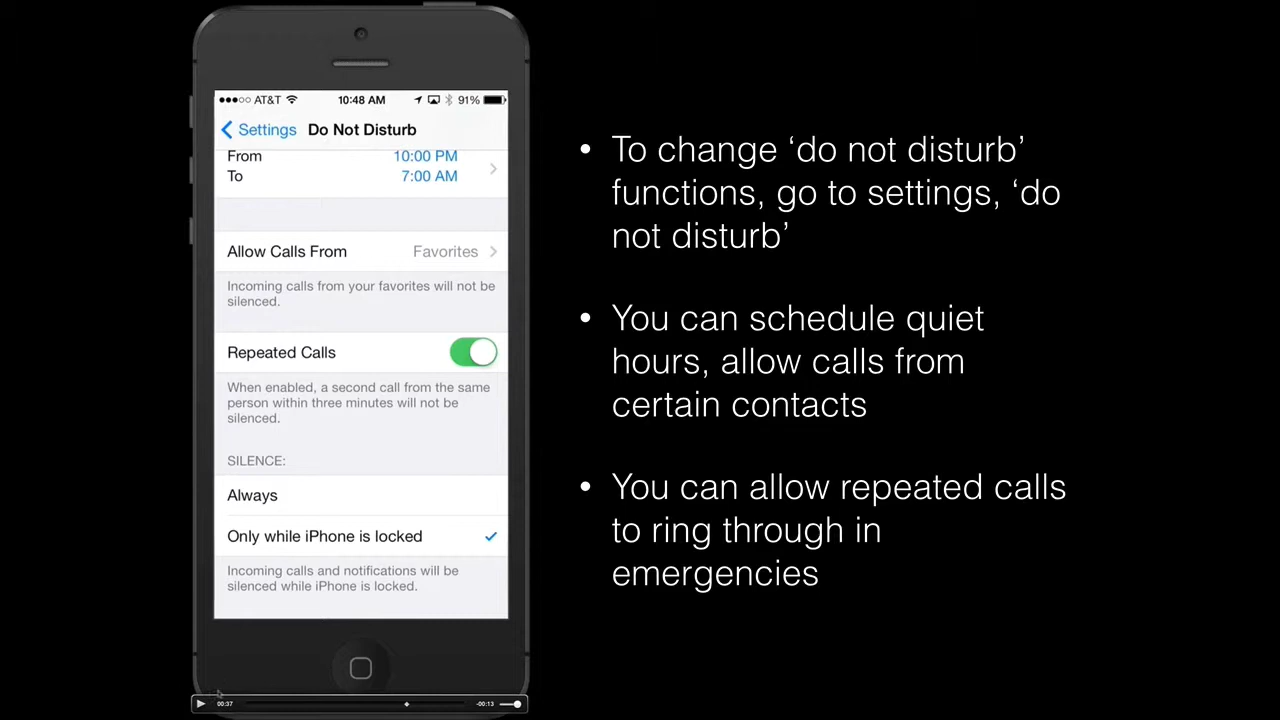 AT&T 10:48 AM 91%
Settings Do Not Disturb
From 10:00 PM
To 7:00 AM
Allow Calls From Favorites
Incoming calls from your favorites will not be
silenced.
Repeated Calls
When enabled, a second call from the same
person within three minutes will not be
silenced.
SILENCE:
Always
Only while iPhone is locked
Incoming calls and notifications will be
silenced while iPhone is locked.
00:37 -00:13
• To change ‘do not disturb’
functions, go to settings, ‘do
not disturb’
• You can schedule quiet
hours, allow calls from
certain contacts
• You can allow repeated calls
to ring through in
emergencies